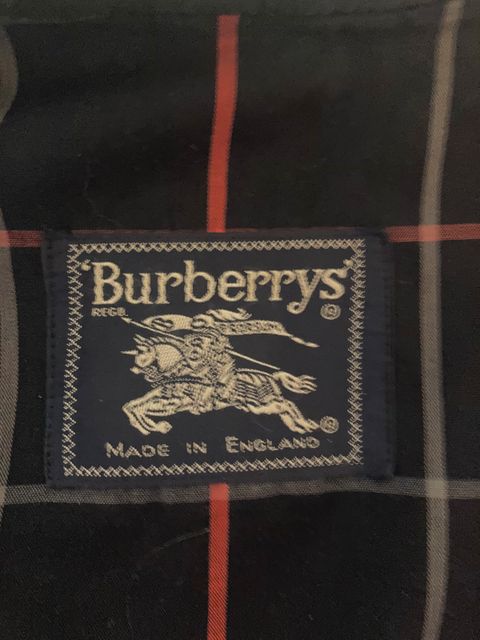 'Burberrys'
REGD. ®
®
MADE IN ENGLAND